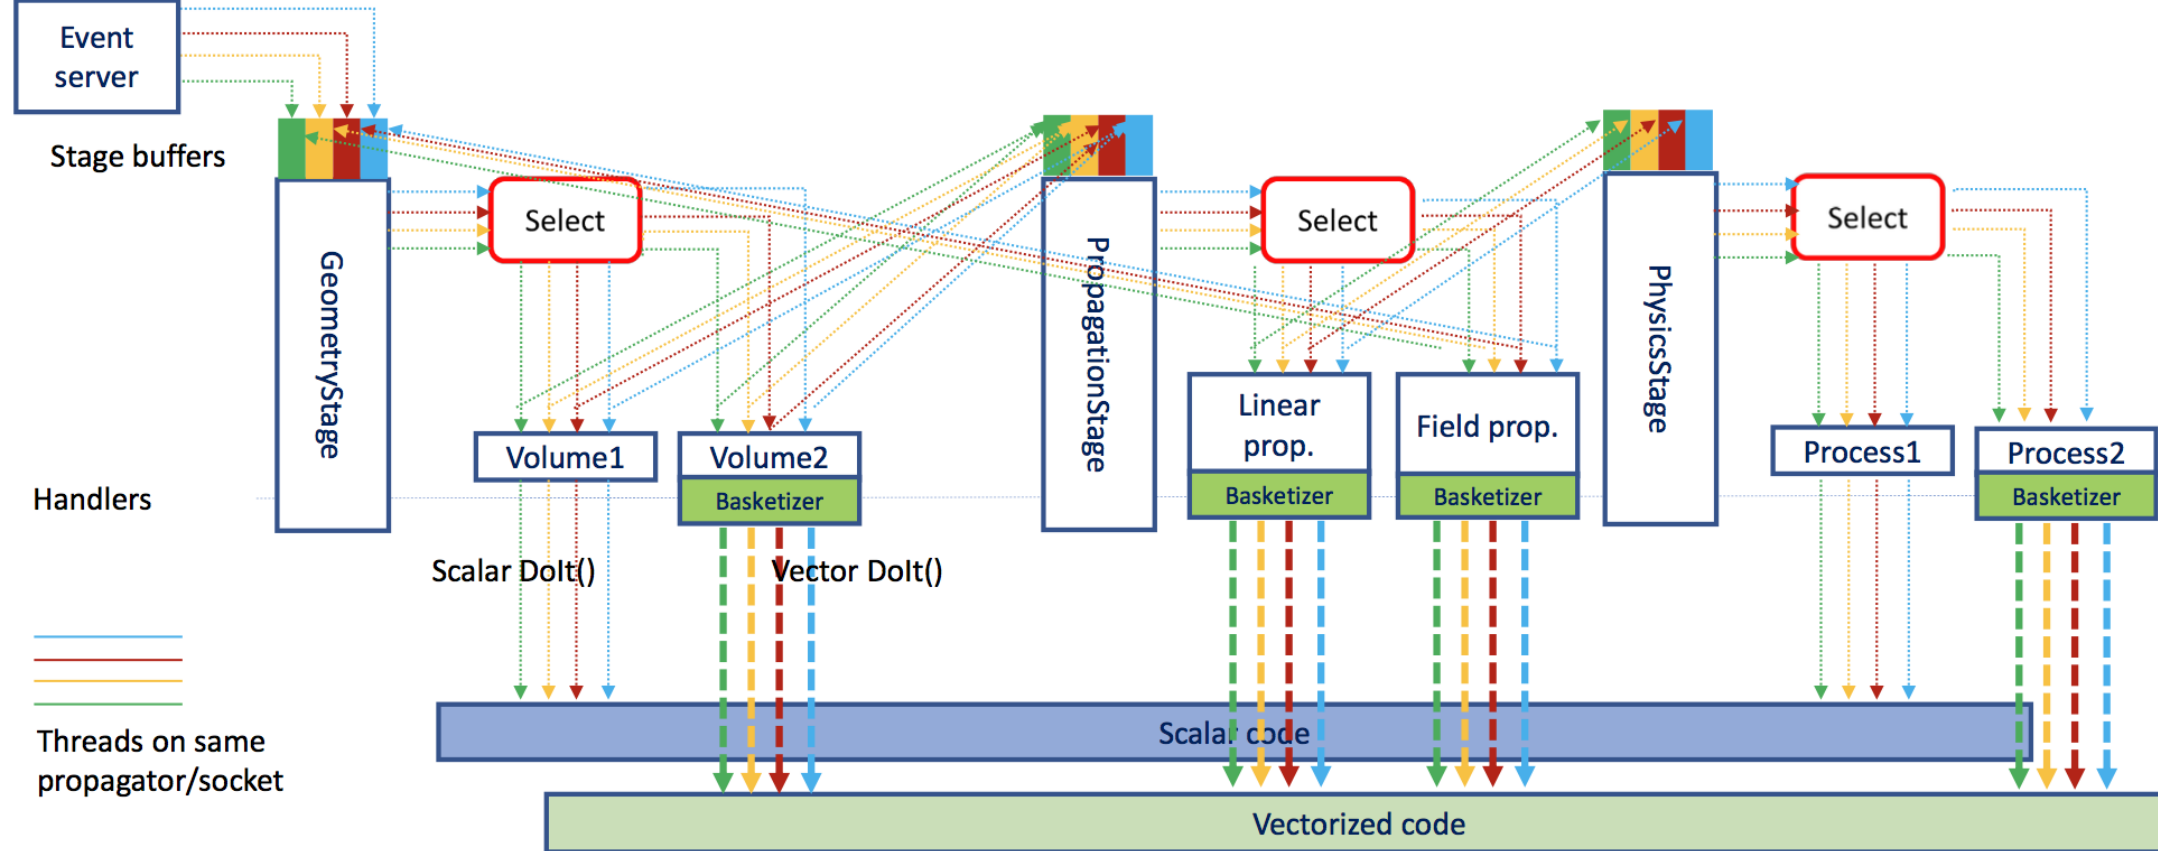 Event
server
Stage buffers
Select
Select
Select
GeometryStage
PropagationStage
PhysicsStage
Linear
prop.
Field prop.
Volume1
Volume2
Process1
Process2
Handlers
Basketizer
Basketizer
Basketizer
Basketizer
Scalar DoIt()
Vector DoIt()
Scalar code
Threads on same
propagator/socket
Vectorized code